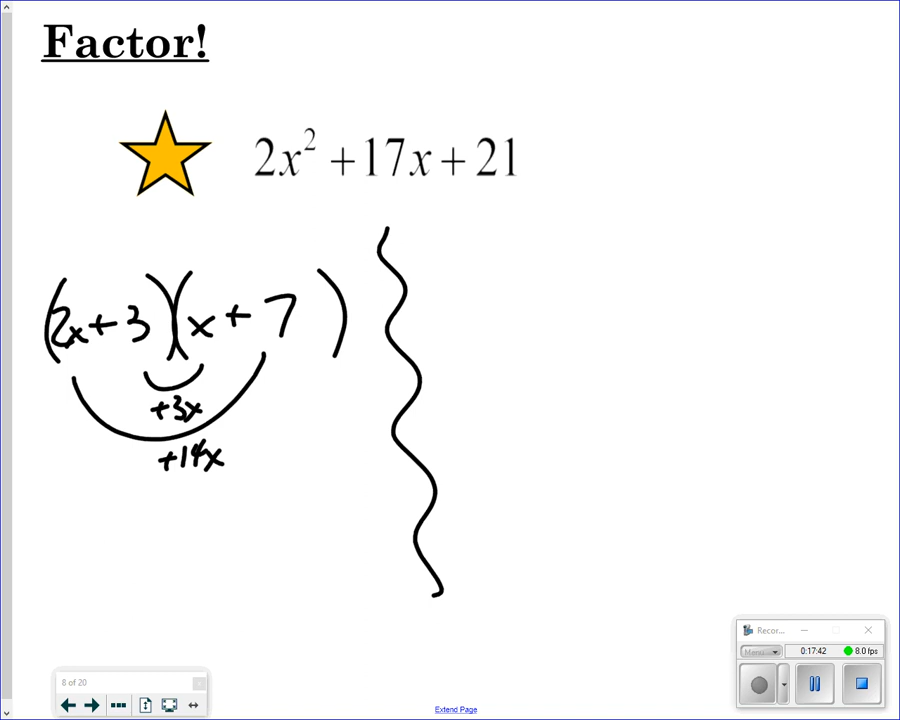 Factor!
2x² + 17x + 21
(2x + 3)(x + 7)
+3x
+14x
Recor...
Menu
0:17:42
8.0 fps
8 of 20
Extend Page